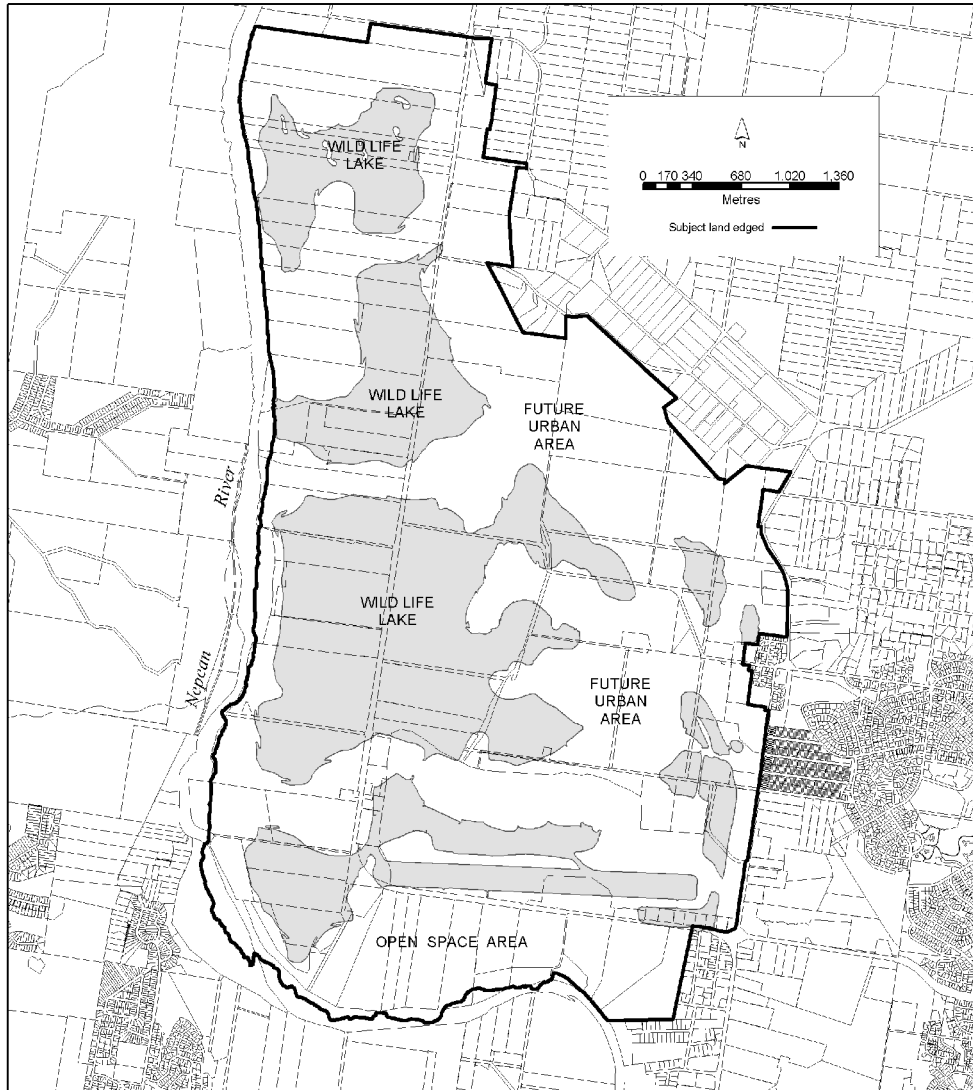 WILD LIFE
LAKE
N
0 170 340 680 1,020 1,360
Metres
Subject land edged
WILD LIFE
LAKE
FUTURE
URBAN
AREA
River
WILD LIFE
LAKE
Nepean
FUTURE
URBAN
AREA
OPEN SPACE AREA